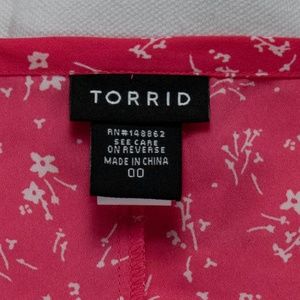 TORRID
RN#148862
SEE CARE
ON REVERSE
MADE IN CHINA
00